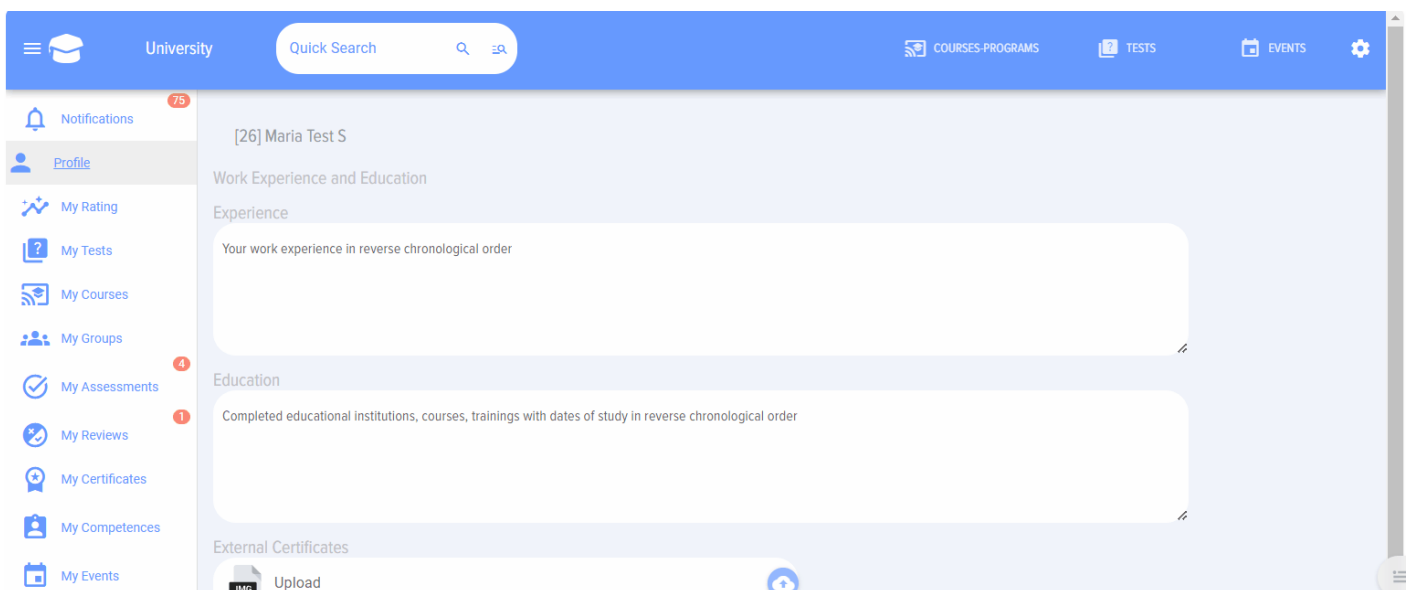 University
Quick Search
COURSES-PROGRAMS
? TESTS
EVENTS
75
Notifications
[26] Maria Test S
Profile
Work Experience and Education
My Rating
Experience
? My Tests
Your work experience in reverse chronological order
My Courses
My Groups
4
My Assessments
Education
1
Completed educational institutions, courses, trainings with dates of study in reverse chronological order
My Reviews
My Certificates
My Competences
External Certificates
My Events
IMG
Upload